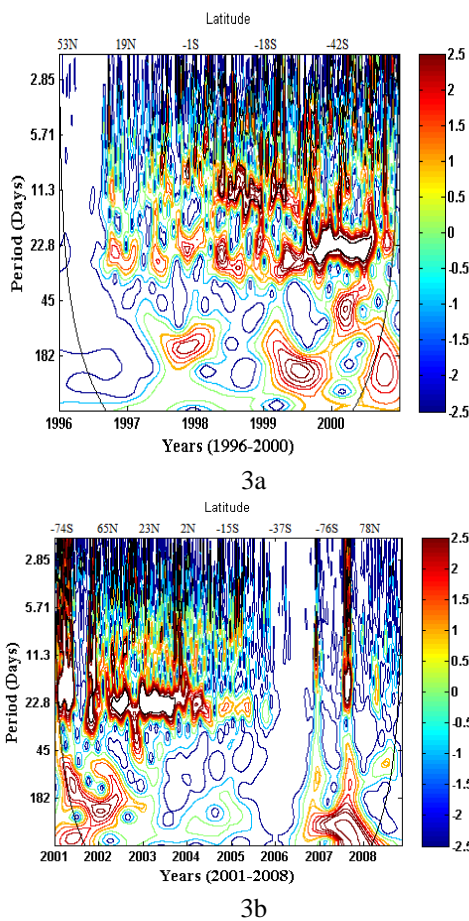 Latitude
53N 19N -1S -18S -42S
2.85
5.71
11.3
22.8
45
182
Period (Days)
1996 1997 1998 1999 2000
Years (1996-2000)
2.5
2
1.5
1
0.5
0
-0.5
-1
-1.5
-2
-2.5
3a
Latitude
-74S 65N 23N 2N -15S -37S -76S 78N
2.85
5.71
11.3
22.8
45
182
Period (Days)
2001 2002 2003 2004 2005 2006 2007 2008
Years (2001-2008)
2.5
2
1.5
1
0.5
0
-0.5
-1
-1.5
-2
-2.5
3b